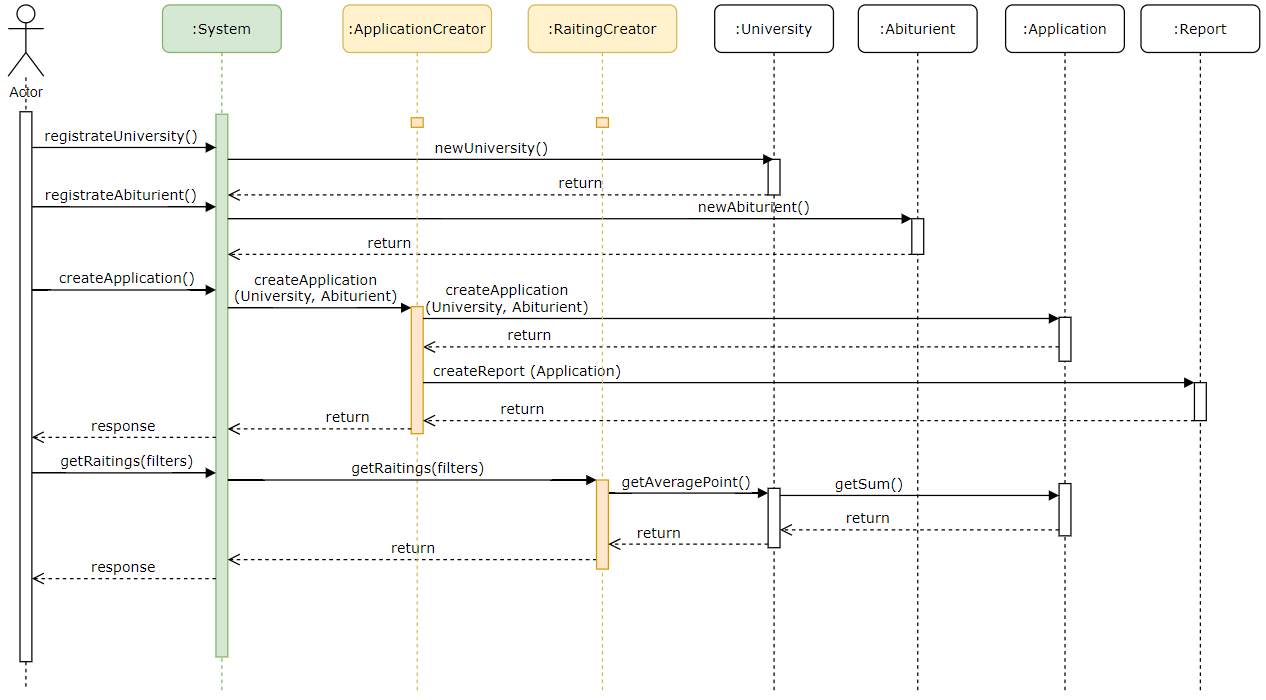 :System
:ApplicationCreator
:RaitingCreator
:University
:Abiturient
:Application
:Report
Actor
registrateUniversity()
newUniversity()
return
registrateAbiturient()
newAbiturient()
return
createApplication()
createApplication
(University, Abiturient)
createApplication
(University, Abiturient)
return
createReport (Application)
return
return
response
getRaitings(filters)
getRaitings(filters)
getAveragePoint()
getSum()
return
return
return
response